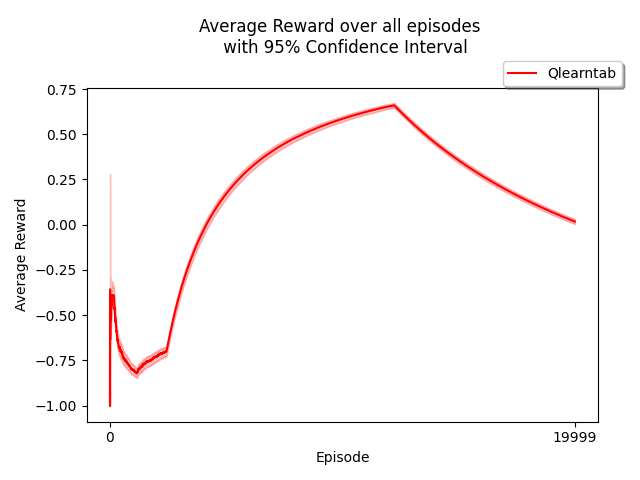 Average Reward over all episodes
with 95% Confidence Interval
Qlearntab
0.75
0.50
0.25
0.00
−0.25
−0.50
−0.75
−1.00
Average Reward
0
19999
Episode